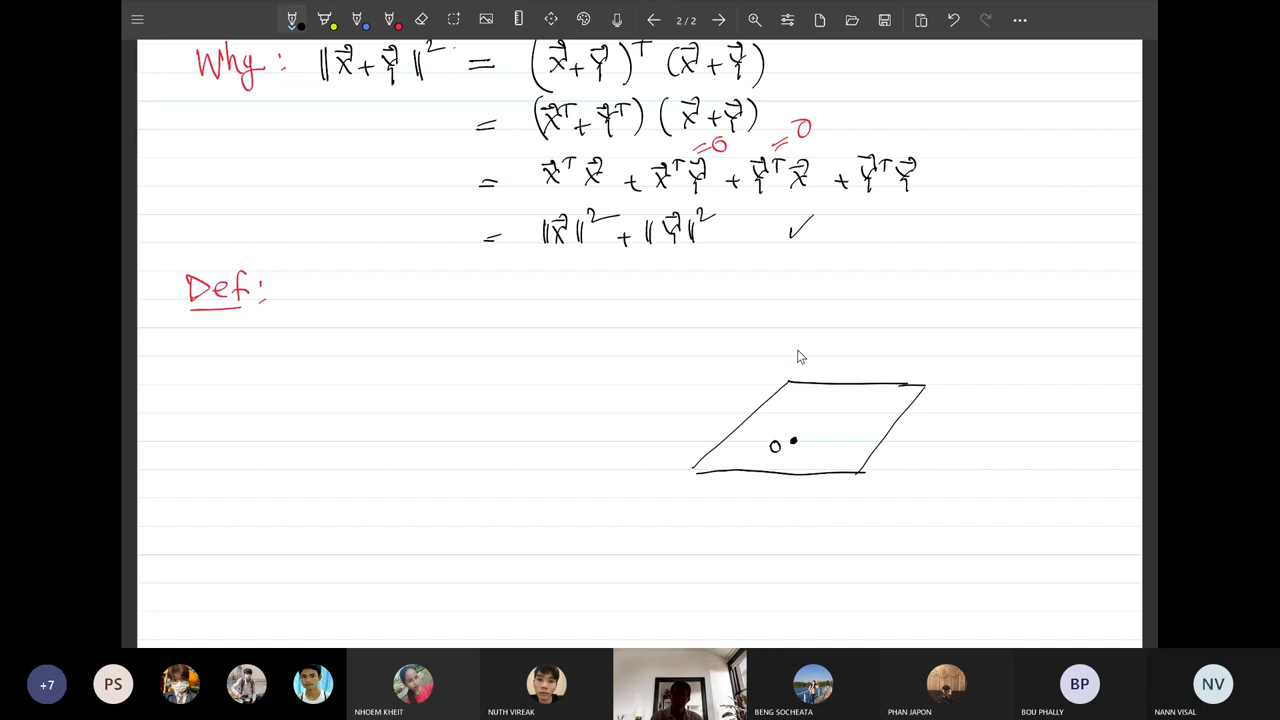 2/2
Why: ‖x⃗+y⃗‖² = (x⃗+y⃗)ᵀ (x⃗+y⃗)
= (x⃗ᵀ+y⃗ᵀ) (x⃗+y⃗)
=0 =0
= x⃗ᵀx⃗ + x⃗ᵀy⃗ + y⃗ᵀx⃗ + y⃗ᵀy⃗
= ‖x⃗‖² + ‖y⃗‖² ✓
Def:
O
+7 PS BP NV
NHOEM KHEIT NUTH VIREAK BENG SOCHEATA PHAN JAPON BOU PHALLY NANN VISAL